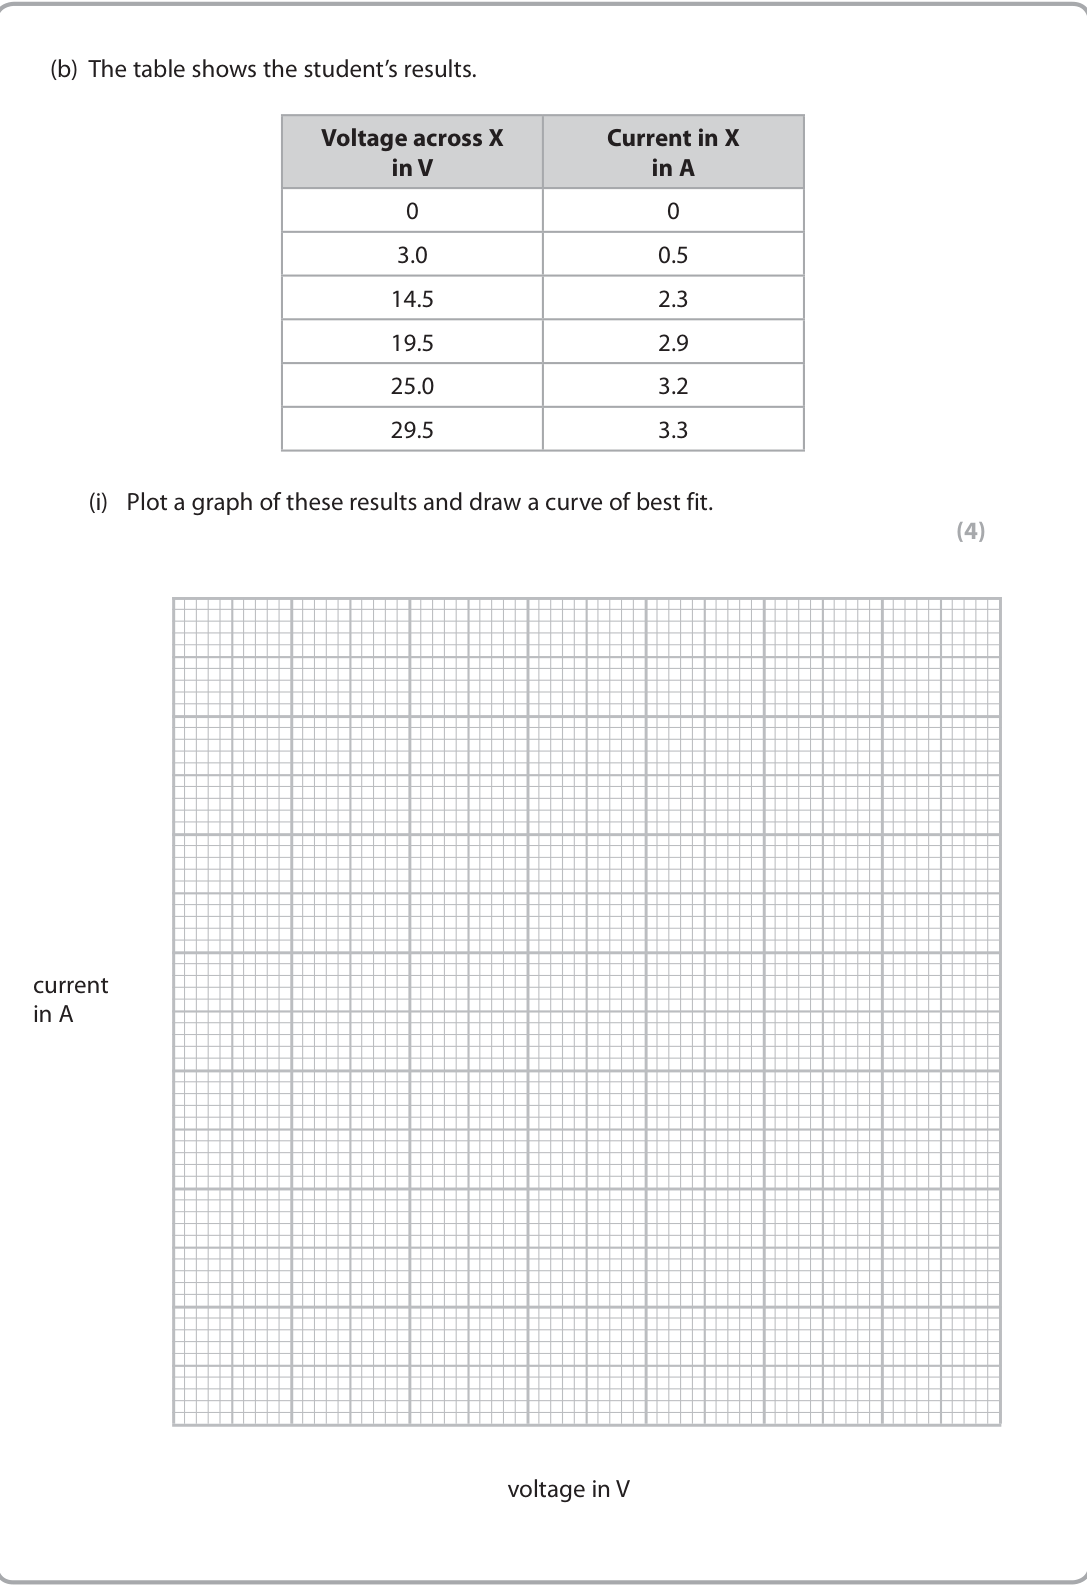 (b) The table shows the student’s results.
Voltage across X in V
Current in X in A
0 0
3.0 0.5
14.5 2.3
19.5 2.9
25.0 3.2
29.5 3.3
(i) Plot a graph of these results and draw a curve of best fit.
(4)
current
in A
voltage in V